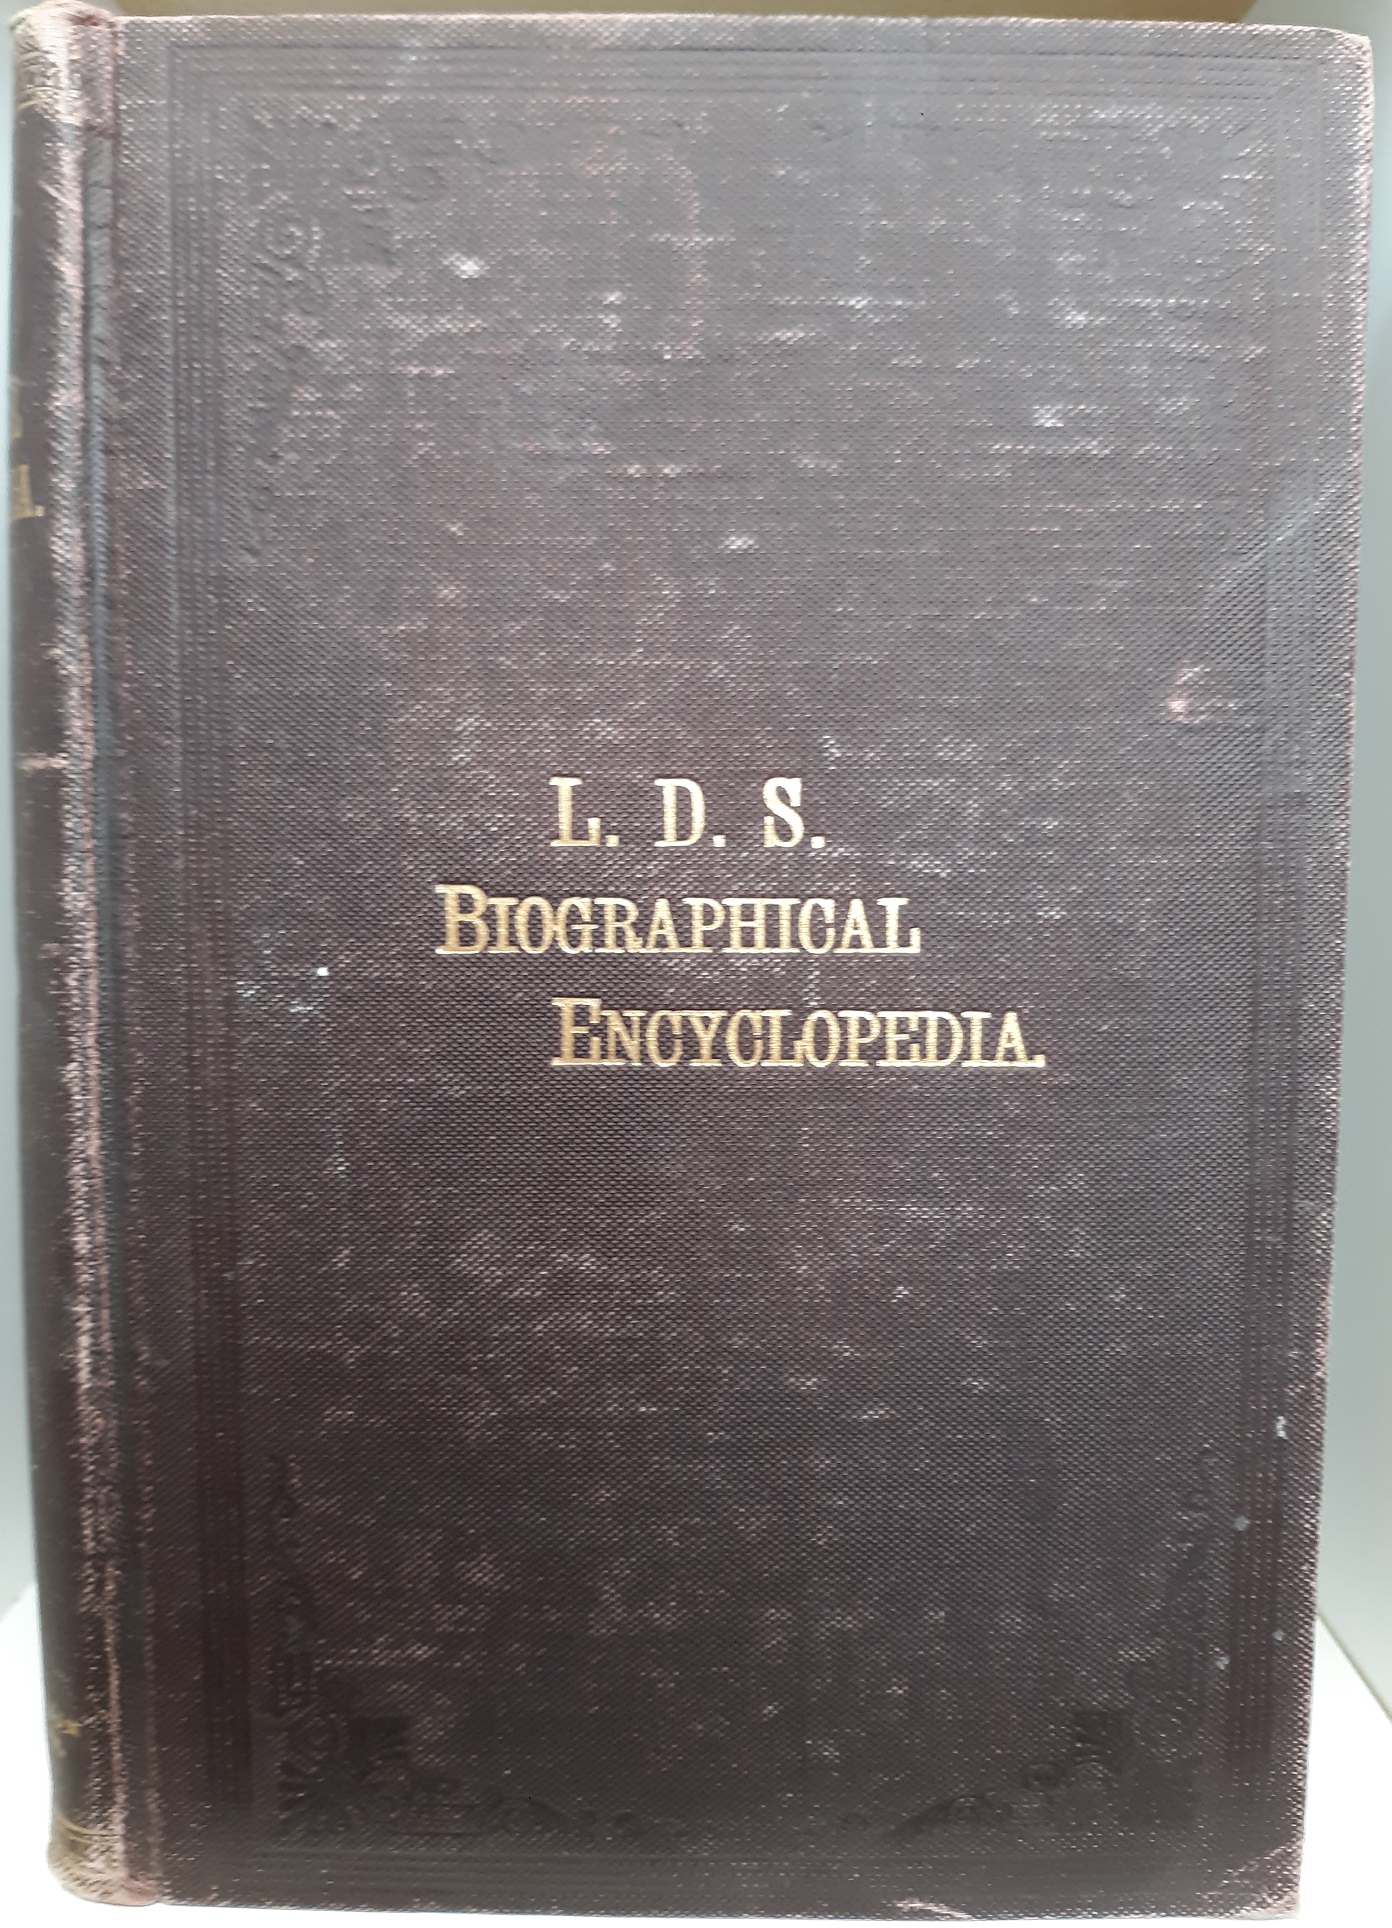 L. D. S.
BIOGRAPHICAL
ENCYCLOPEDIA.